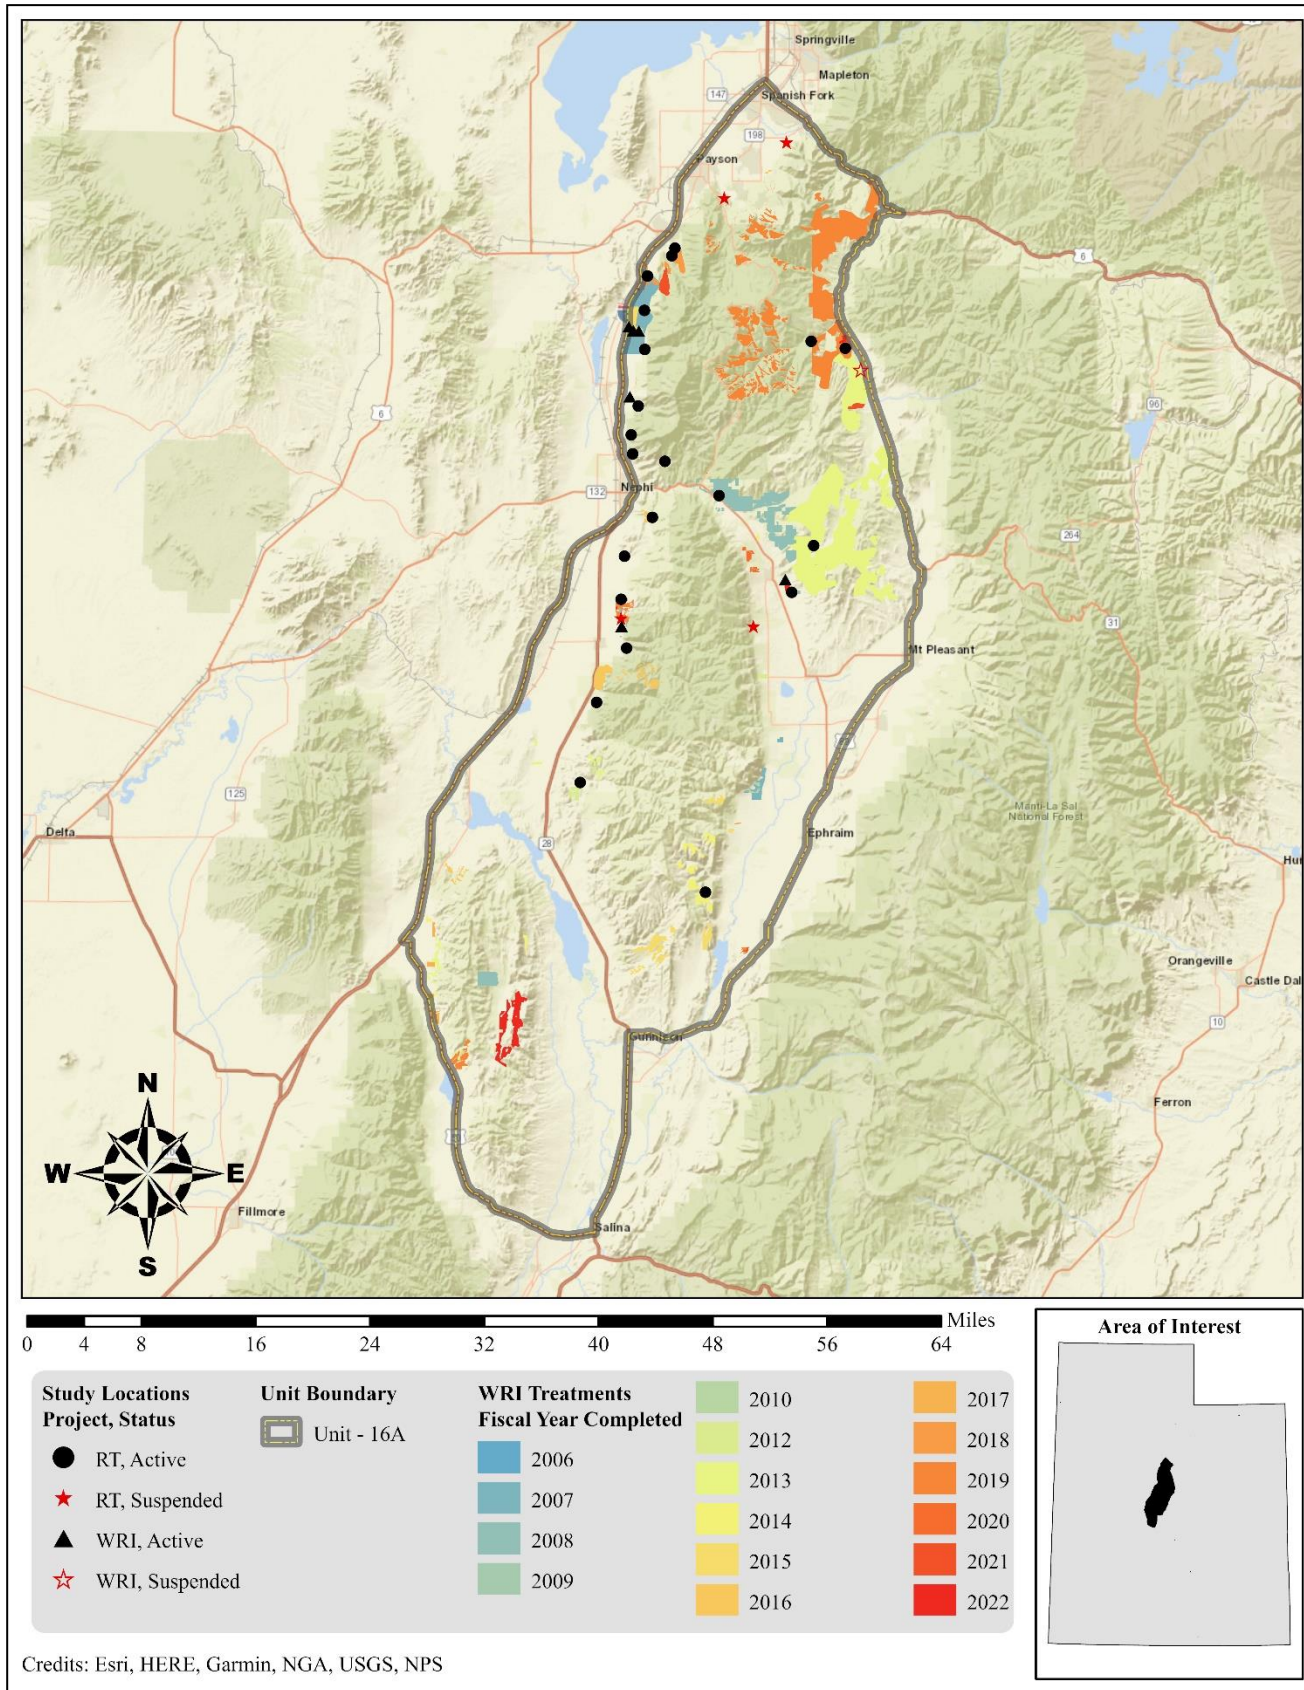 Springville
Mapleton
147
Spanish Fork
198
Payson
6
6
96
132
Nephi
264
31
Mt Pleasant
125
Manti-La Sal
National Forest
Delta
Ephraim
28
Hun
Orangeville
Castle Dal
10
Gunnison
Ferron
N
W
E
S
Fillmore
Salina
0
4
8
16
24
32
40
48
56
64
Miles
Area of Interest
Study Locations
Project, Status
RT, Active
RT, Suspended
WRI, Active
WRI, Suspended
Unit Boundary
Unit - 16A
WRI Treatments
Fiscal Year Completed
2006
2007
2008
2009
2010
2012
2013
2014
2015
2016
2017
2018
2019
2020
2021
2022
Credits: Esri, HERE, Garmin, NGA, USGS, NPS